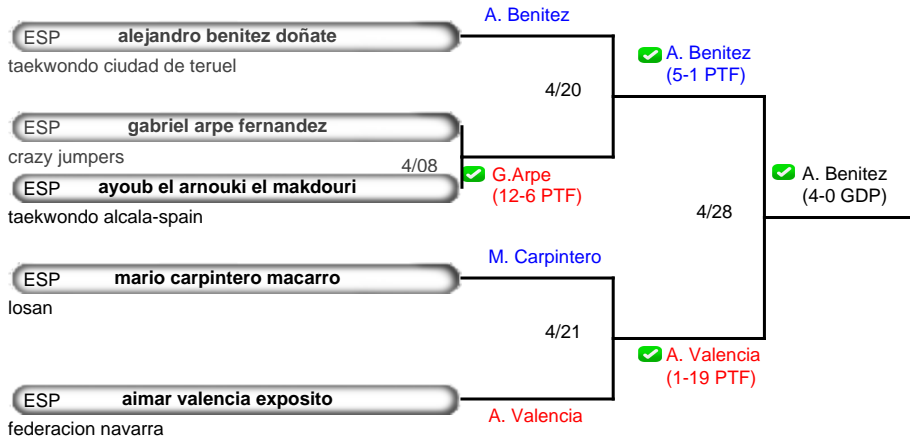 A. Benitez
ESP alejandro benitez doñate
taekwondo ciudad de teruel
4/20
A. Benitez
(5-1 PTF)
ESP gabriel arpe fernandez
crazy jumpers
4/08
G.Arpe
(12-6 PTF)
ESP ayoub el arnouki el makdouri
taekwondo alcala-spain
A. Benitez
(4-0 GDP)
4/28
M. Carpintero
ESP mario carpintero macarro
losan
4/21
A. Valencia
(1-19 PTF)
ESP aimar valencia exposito
A. Valencia
federacion navarra